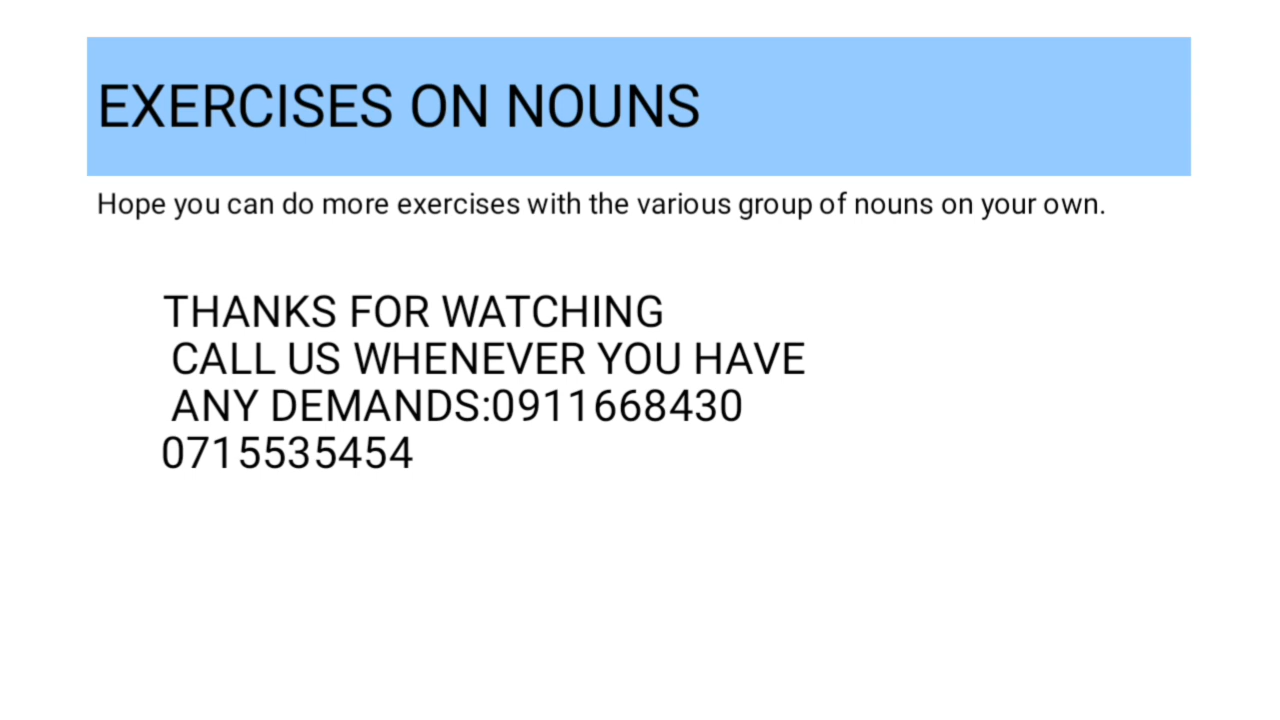 EXERCISES ON NOUNS
Hope you can do more exercises with the various group of nouns on your own.
THANKS FOR WATCHING
CALL US WHENEVER YOU HAVE
ANY DEMANDS:0911668430
0715535454